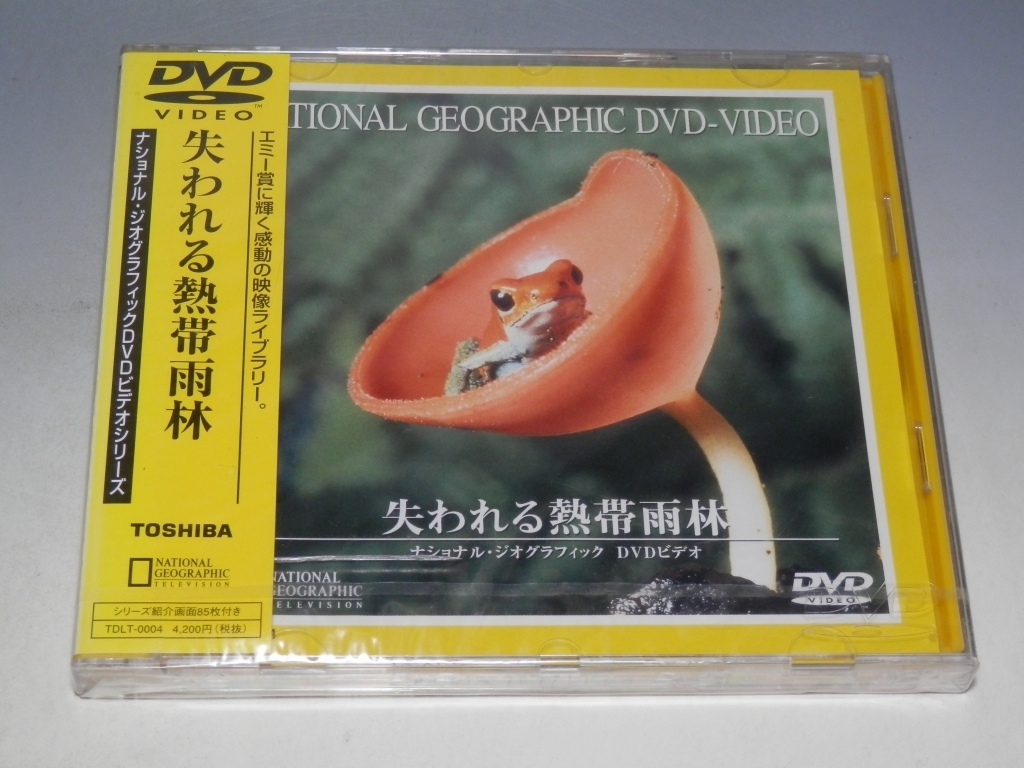 DVD
VIDEO™
エミー賞に輝く感動の映像ライブラリー。
失われる熱帯雨林
ナショナル・ジオグラフィックDVDビデオシリーズ
TOSHIBA
NATIONAL
GEOGRAPHIC
TELEVISION
シリーズ紹介画面85枚付き
TDLT-0004 4,200円(税抜)
TIONAL GEOGRAPHIC DVD-VIDEO
失われる熱帯雨林
ナショナル・ジオグラフィック DVDビデオ
NATIONAL
GEOGRAPHIC
TELEVISION
DVD
VIDEO